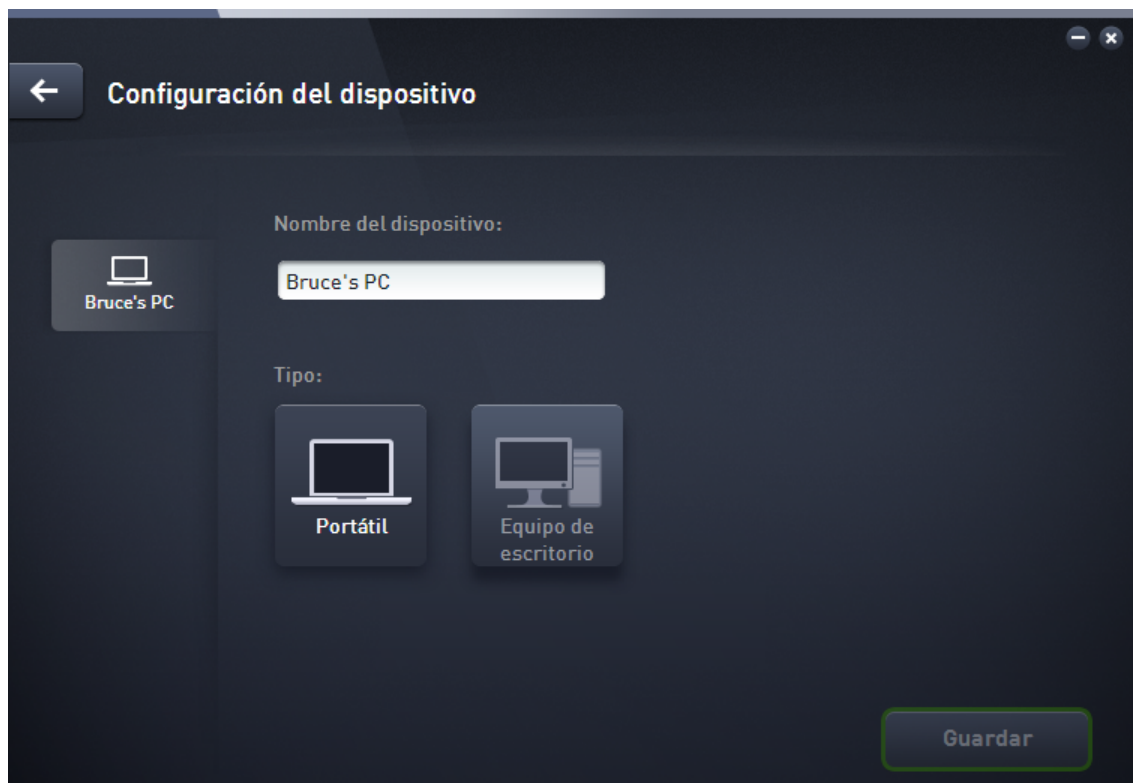 Configuración del dispositivo
Nombre del dispositivo:
Bruce's PC
Bruce's PC
Tipo:
Portátil
Equipo de
escritorio
Guardar